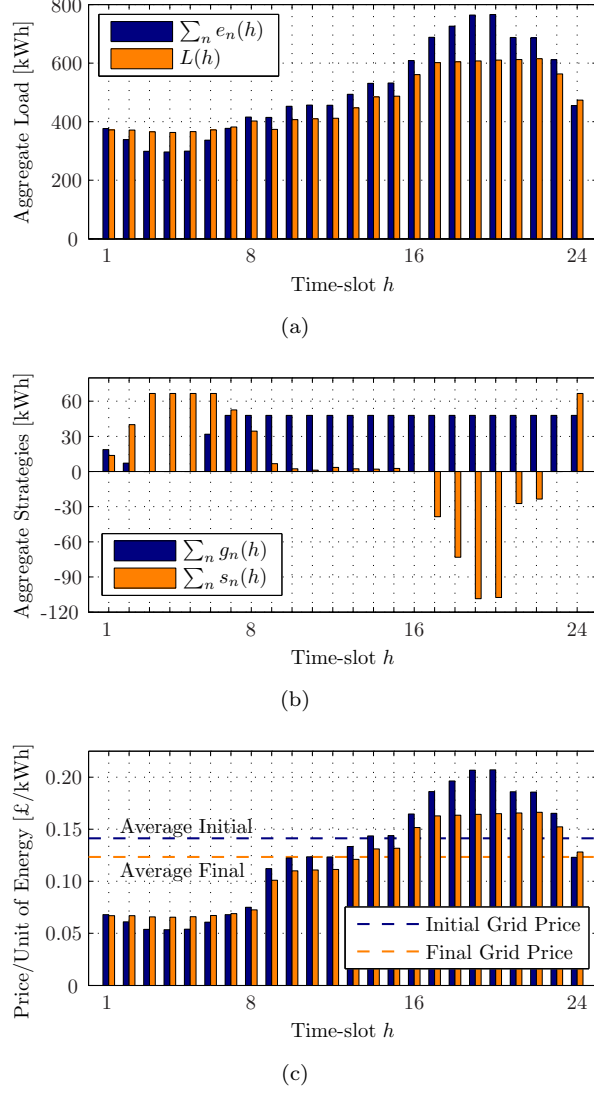 800
600
400
200
0
Aggregate Load [kWh]
∑ₙ eₙ(h)
L(h)
1
8
16
24
Time-slot h
(a)
60
30
0
-30
-60
-90
-120
Aggregate Strategies [kWh]
∑ₙ gₙ(h)
∑ₙ sₙ(h)
1
8
16
24
Time-slot h
(b)
0.20
0.15
0.10
0.05
0
Price/Unit of Energy [£/kWh]
Average Initial
Average Final
Initial Grid Price
Final Grid Price
1
8
16
24
Time-slot h
(c)